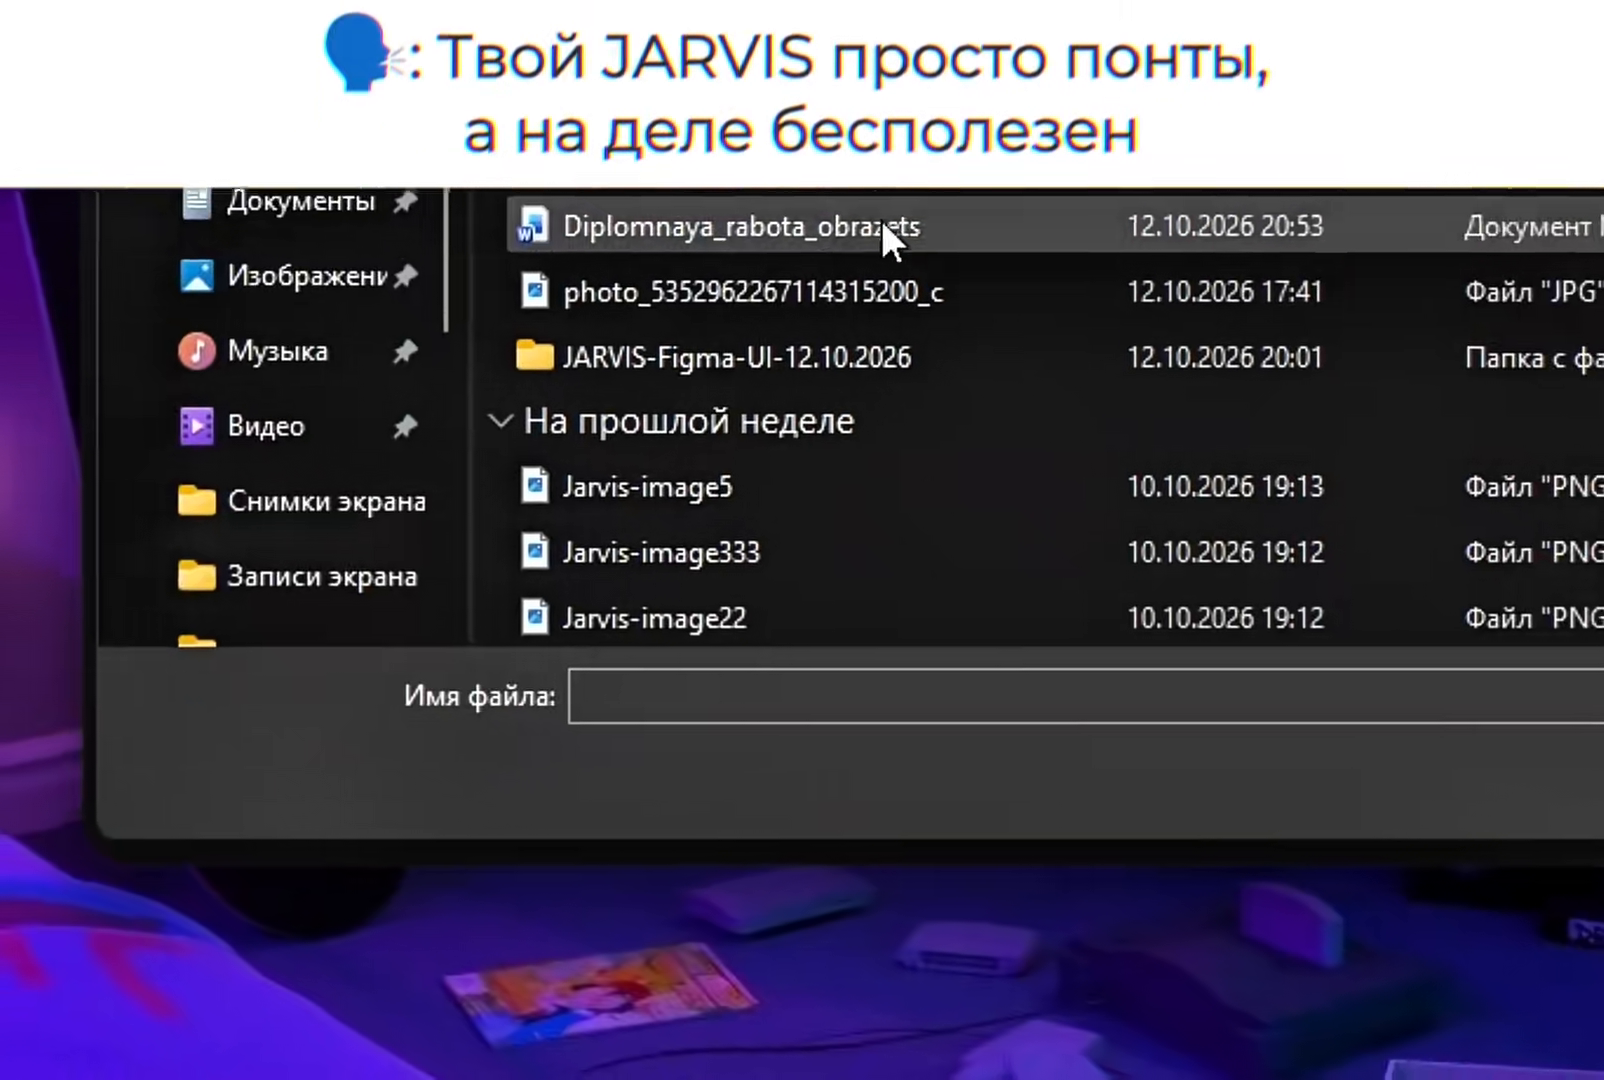 🗣: Твой JARVIS просто понты,
а на деле бесполезен
Документы
Изображени
Музыка
Видео
Снимки экрана
Записи экрана
Diplomnaya_rabota_obrazets 12.10.2026 20:53 Документ
photo_5352962267114315200_c 12.10.2026 17:41 Файл "JPG"
JARVIS-Figma-UI-12.10.2026 12.10.2026 20:01 Папка с фа
На прошлой неделе
Jarvis-image5 10.10.2026 19:13 Файл "PNG
Jarvis-image333 10.10.2026 19:12 Файл "PNG
Jarvis-image22 10.10.2026 19:12 Файл "PNG
Имя файла: